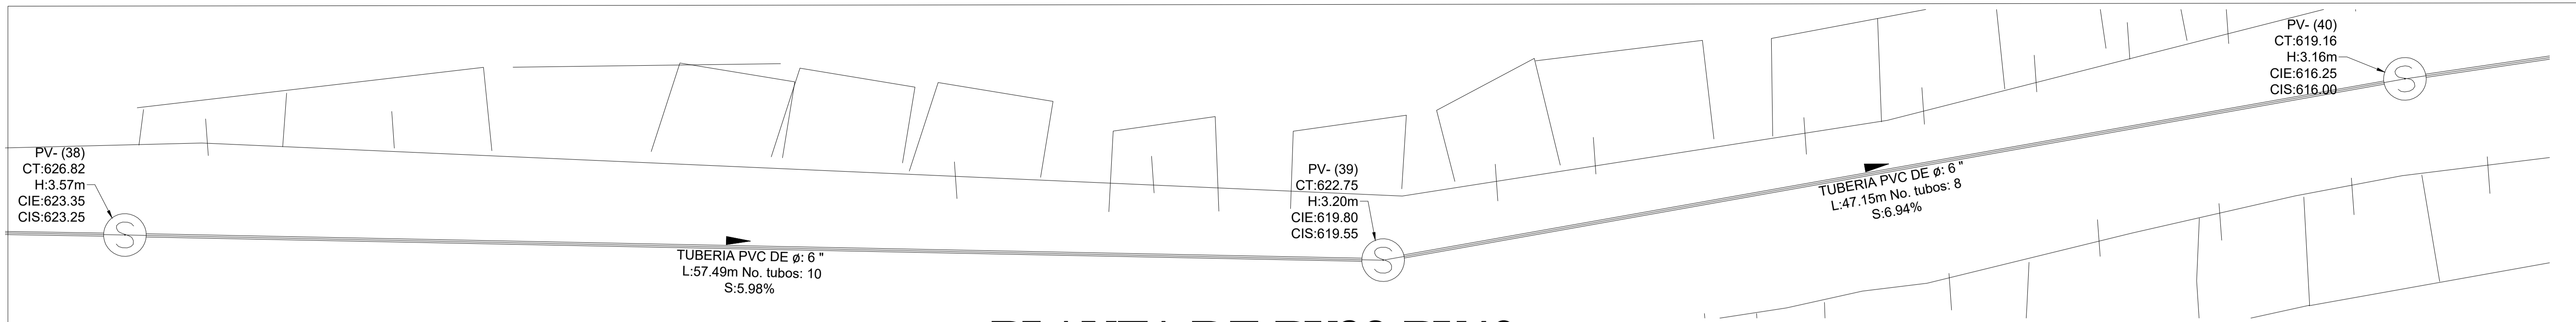 PV- (38)
CT:626.82
H:3.57m
CIE:623.35
CIS:623.25
S
TUBERIA PVC DE ø: 6 "
L:57.49m No. tubos: 10
S:5.98%
PV- (39)
CT:622.75
H:3.20m
CIE:619.80
CIS:619.55
S
TUBERIA PVC DE ø: 6 "
L:47.15m No. tubos: 8
S:6.94%
PV- (40)
CT:619.16
H:3.16m
CIE:616.25
CIS:616.00
S